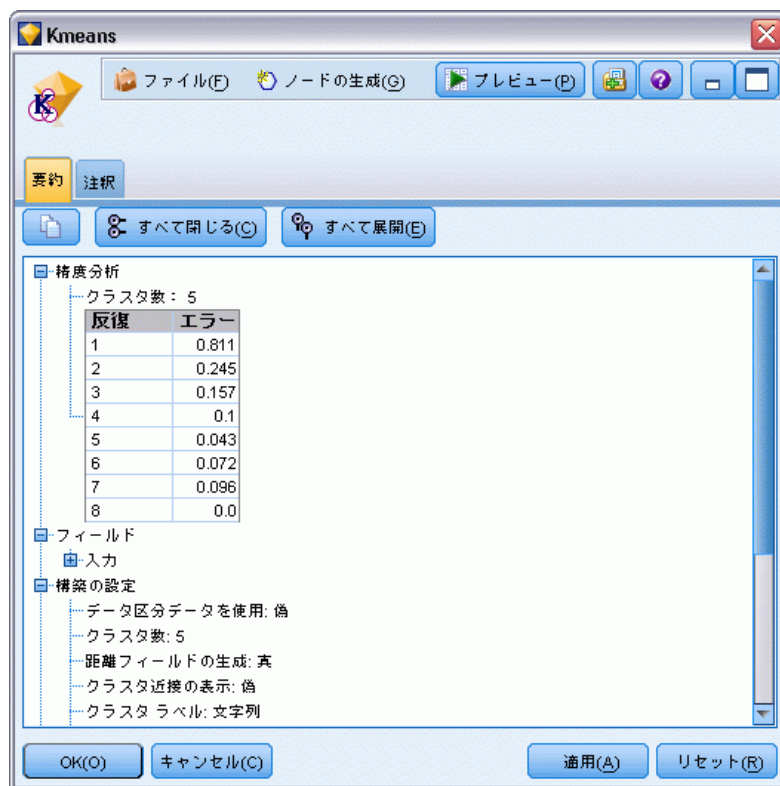 Kmeans
ファイル(F) ノードの生成(G) プレビュー(P)
要約 注釈
すべて閉じる(C) すべて展開(E)
精度分析
クラスタ数: 5
反復 エラー
1 0.811
2 0.245
3 0.157
4 0.1
5 0.043
6 0.072
7 0.096
8 0.0
フィールド
入力
構築の設定
データ区分データを使用: 偽
クラスタ数: 5
距離フィールドの生成: 真
クラスタ近接の表示: 偽
クラスタ ラベル: 文字列
OK(O) キャンセル(C) 適用(A) リセット(R)